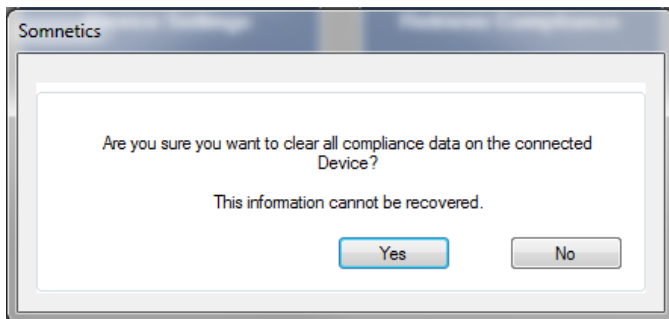 Somnetics
Are you sure you want to clear all compliance data on the connected
Device?
This information cannot be recovered.
Yes
No